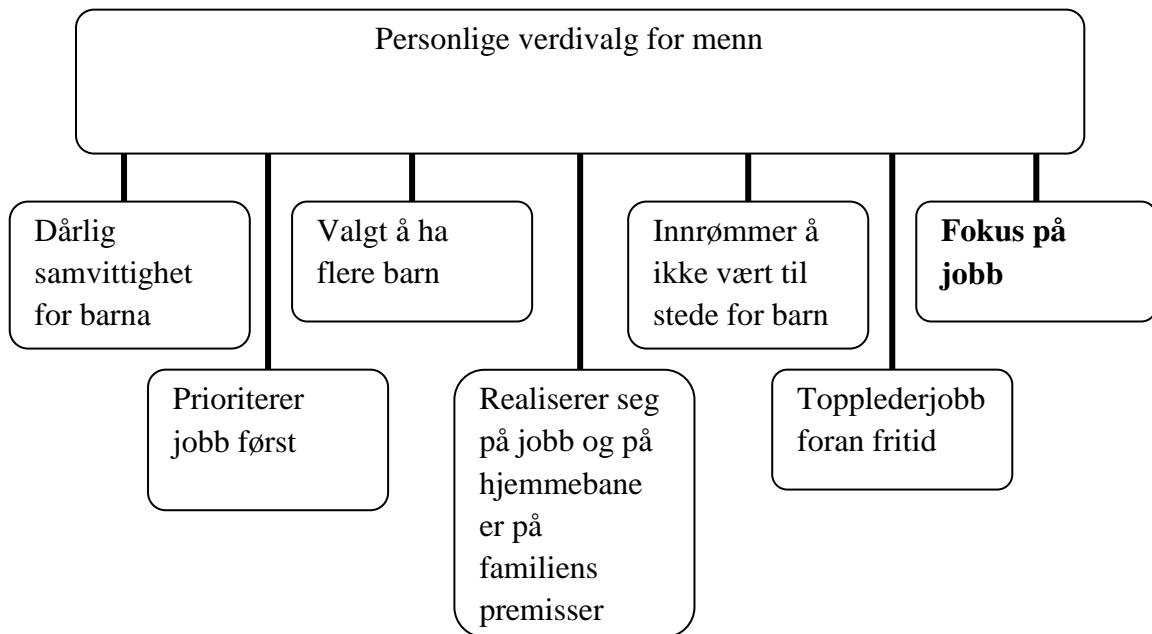 Personlige verdivalg for menn
Dårlig
samvittighet
for barna
Valgt å ha
flere barn
Innrømmer å
ikke vært til
stede for barn
Fokus på
jobb
Prioriterer
jobb først
Realiserer seg
på jobb og på
hjemmebane
er på
familiens
premisser
Topplederjobb
foran fritid